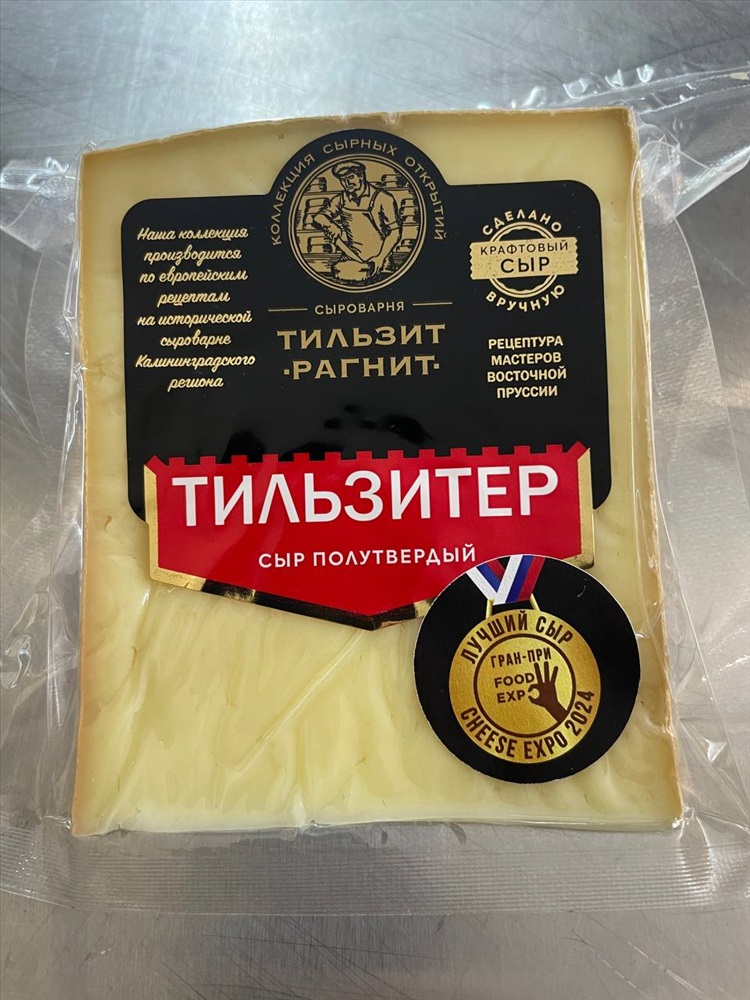 КОЛЛЕКЦИЯ СЫРНЫХ ОТКРЫТИЙ
Наша коллекция
производится
по европейским
рецептам
на исторической
сыроварне
Калининградского
региона
СЫРОВАРНЯ
ТИЛЬЗИТ
·РАГНИТ·
СДЕЛАНО
КРАФТОВЫЙ
СЫР
ВРУЧНУЮ
РЕЦЕПТУРА
МАСТЕРОВ
ВОСТОЧНОЙ
ПРУССИИ
ТИЛЬЗИТЕР
СЫР ПОЛУТВЕРДЫЙ
ЛУЧШИЙ СЫР
ГРАН-ПРИ
FOOD
EXPO
CHEESE EXPO 2024